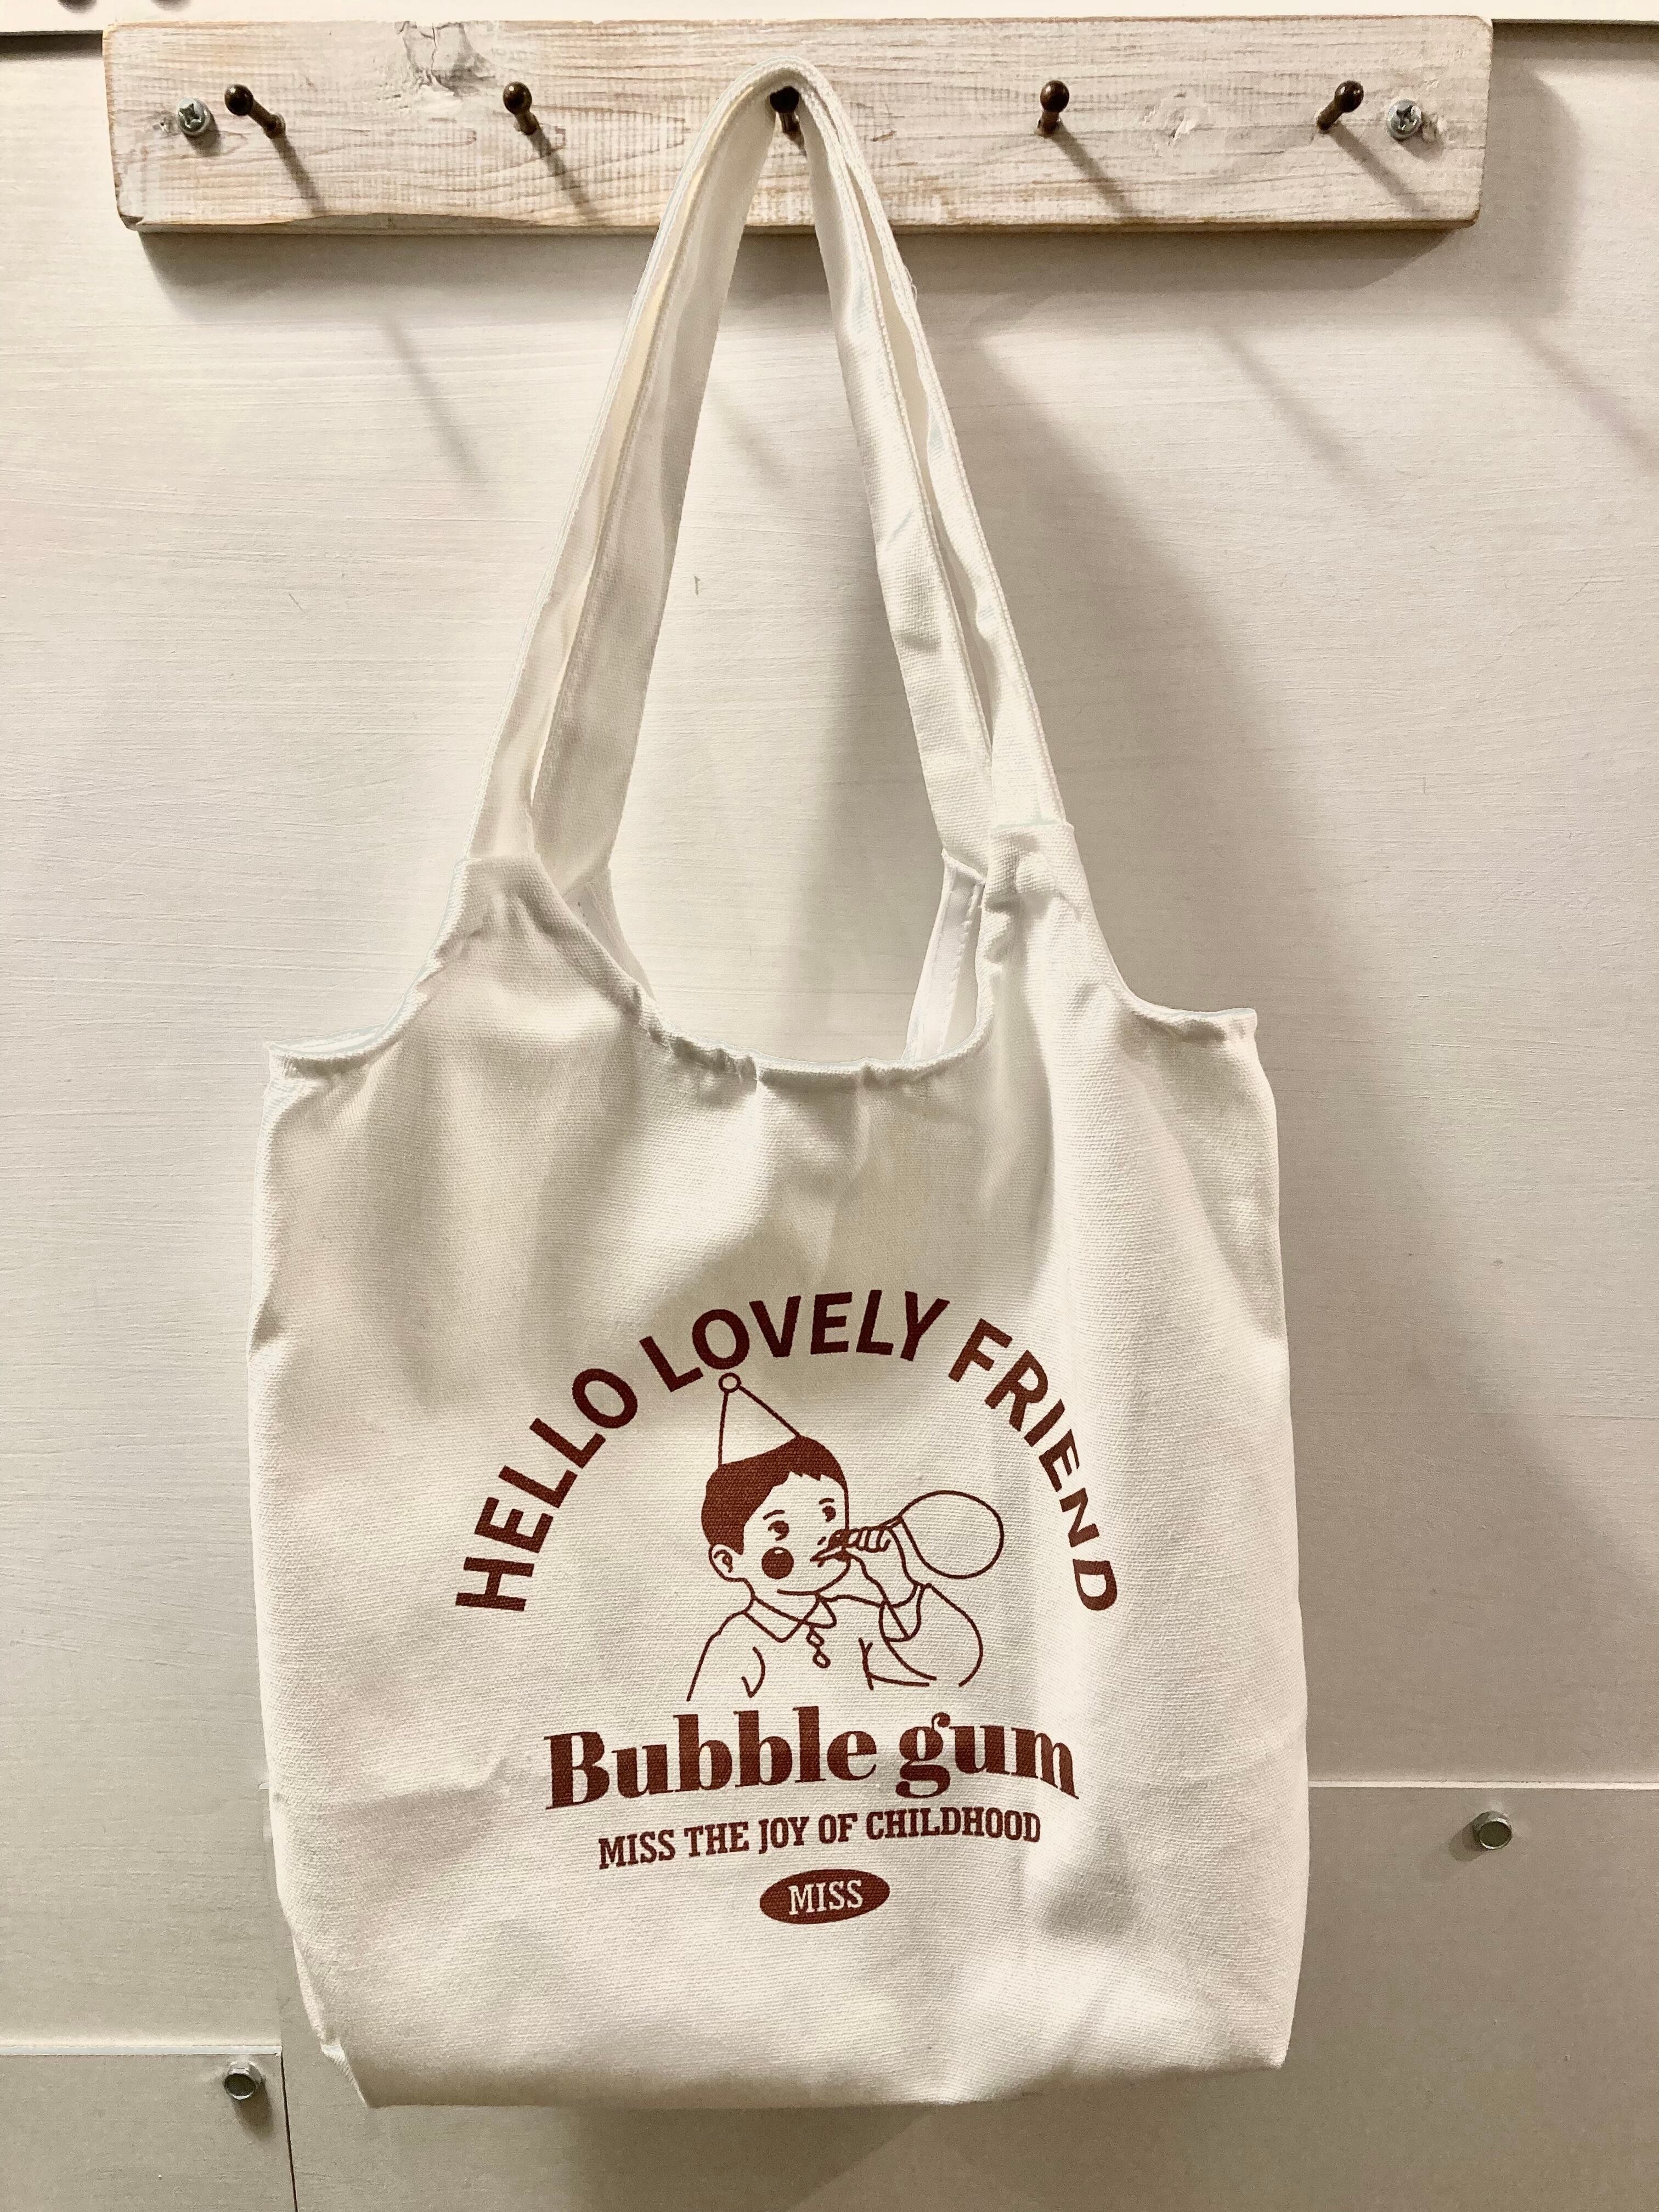 HELLO LOVELY FRIEND
Bubble gum
MISS THE JOY OF CHILDHOOD
MISS